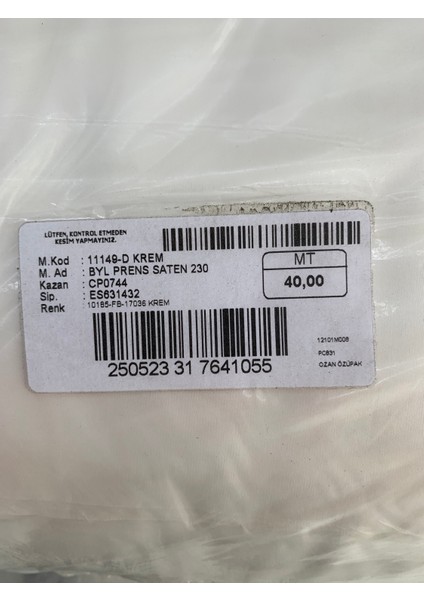 LÜTFEN, KONTROL ETMEDEN
KESİM YAPMAYINIZ.
M.Kod : 11149-D KREM
M. Ad : BYL PRENS SATEN 230
Kazan : CP0744
Sip. : ES631432
Renk : 10185-FB-17036 KREM
MT
40,00
250523 31 7641055
12101M008
PC831
OZAN ÖZÜPAK